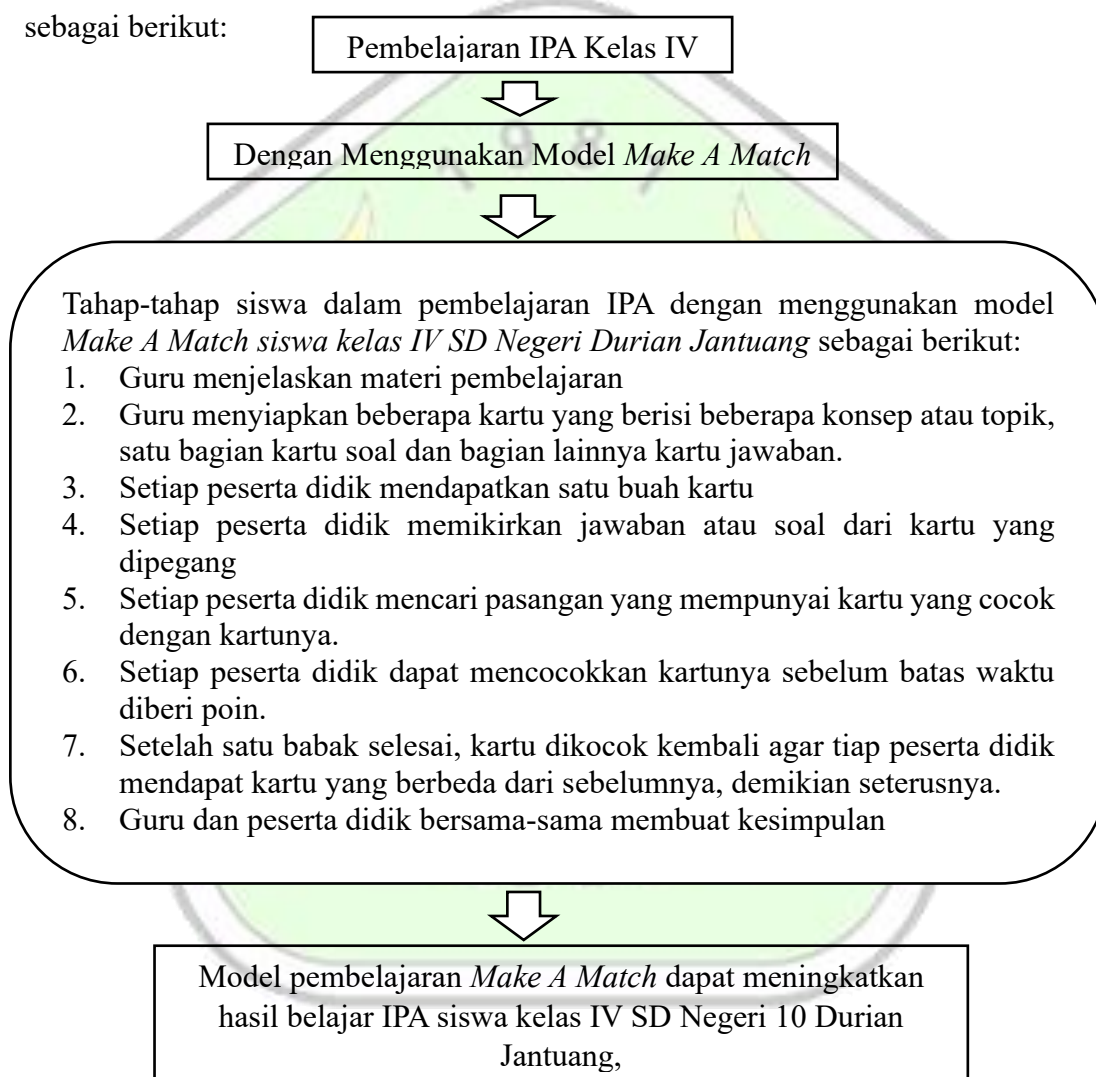 sebagai berikut:
Pembelajaran IPA Kelas IV
1 9 8 1
Dengan Menggunakan Model Make A Match
Tahap-tahap siswa dalam pembelajaran IPA dengan menggunakan model
Make A Match siswa kelas IV SD Negeri Durian Jantuang sebagai berikut:
1. Guru menjelaskan materi pembelajaran
2. Guru menyiapkan beberapa kartu yang berisi beberapa konsep atau topik,
satu bagian kartu soal dan bagian lainnya kartu jawaban.
3. Setiap peserta didik mendapatkan satu buah kartu
4. Setiap peserta didik memikirkan jawaban atau soal dari kartu yang
dipegang
5. Setiap peserta didik mencari pasangan yang mempunyai kartu yang cocok
dengan kartunya.
6. Setiap peserta didik dapat mencocokkan kartunya sebelum batas waktu
diberi poin.
7. Setelah satu babak selesai, kartu dikocok kembali agar tiap peserta didik
mendapat kartu yang berbeda dari sebelumnya, demikian seterusnya.
8. Guru dan peserta didik bersama-sama membuat kesimpulan
Model pembelajaran Make A Match dapat meningkatkan
hasil belajar IPA siswa kelas IV SD Negeri 10 Durian
Jantuang,